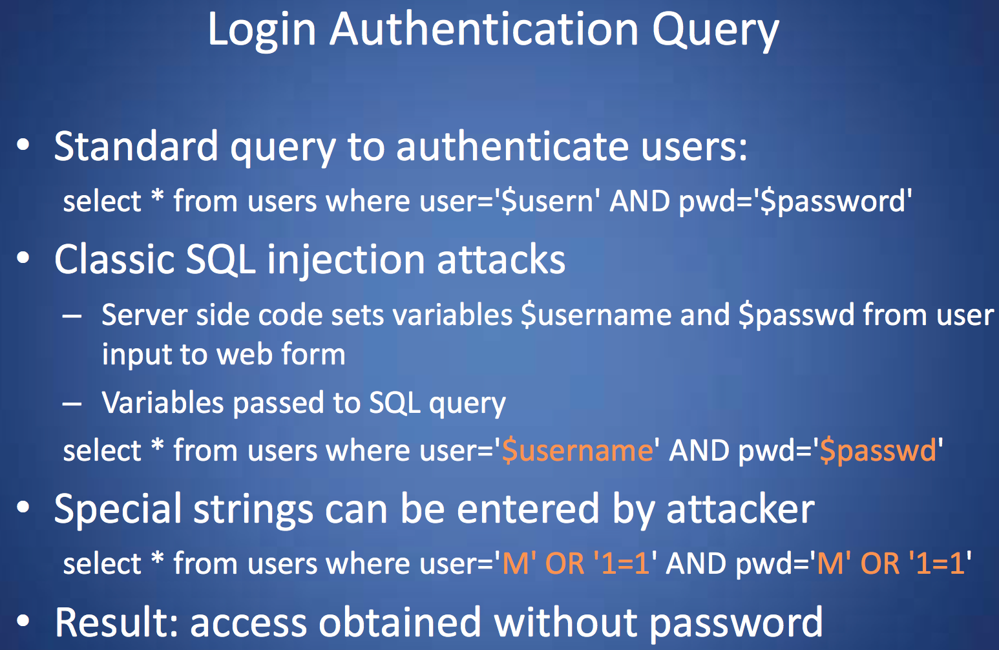 Login Authentication Query
• Standard query to authenticate users:
select * from users where user='$usern' AND pwd='$password'
• Classic SQL injection attacks
– Server side code sets variables $username and $passwd from user
input to web form
– Variables passed to SQL query
select * from users where user='$username' AND pwd='$passwd'
• Special strings can be entered by attacker
select * from users where user='M' OR '1=1' AND pwd='M' OR '1=1'
• Result: access obtained without password